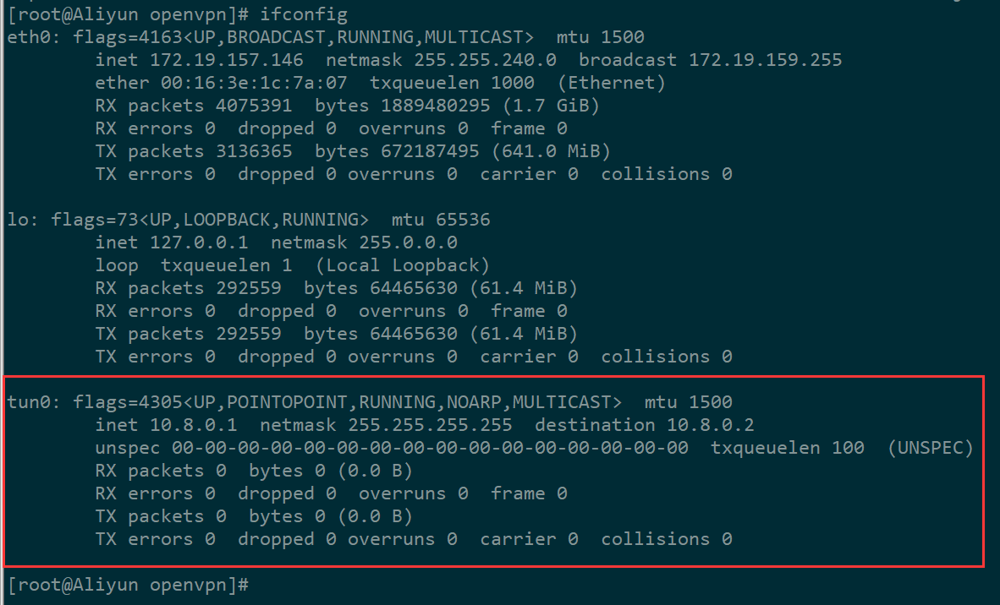 [root@Aliyun openvpn]# ifconfig
eth0: flags=4163<UP,BROADCAST,RUNNING,MULTICAST>  mtu 1500
        inet 172.19.157.146  netmask 255.255.240.0  broadcast 172.19.159.255
        ether 00:16:3e:1c:7a:07  txqueuelen 1000  (Ethernet)
        RX packets 4075391  bytes 1889480295 (1.7 GiB)
        RX errors 0  dropped 0  overruns 0  frame 0
        TX packets 3136365  bytes 672187495 (641.0 MiB)
        TX errors 0  dropped 0 overruns 0  carrier 0  collisions 0
lo: flags=73<UP,LOOPBACK,RUNNING>  mtu 65536
        inet 127.0.0.1  netmask 255.0.0.0
        loop  txqueuelen 1  (Local Loopback)
        RX packets 292559  bytes 64465630 (61.4 MiB)
        RX errors 0  dropped 0  overruns 0  frame 0
        TX packets 292559  bytes 64465630 (61.4 MiB)
        TX errors 0  dropped 0 overruns 0  carrier 0  collisions 0
tun0: flags=4305<UP,POINTOPOINT,RUNNING,NOARP,MULTICAST>  mtu 1500
        inet 10.8.0.1  netmask 255.255.255.255  destination 10.8.0.2
        unspec 00-00-00-00-00-00-00-00-00-00-00-00-00-00-00-00  txqueuelen 100  (UNSPEC)
        RX packets 0  bytes 0 (0.0 B)
        RX errors 0  dropped 0  overruns 0  frame 0
        TX packets 0  bytes 0 (0.0 B)
        TX errors 0  dropped 0 overruns 0  carrier 0  collisions 0
[root@Aliyun openvpn]#